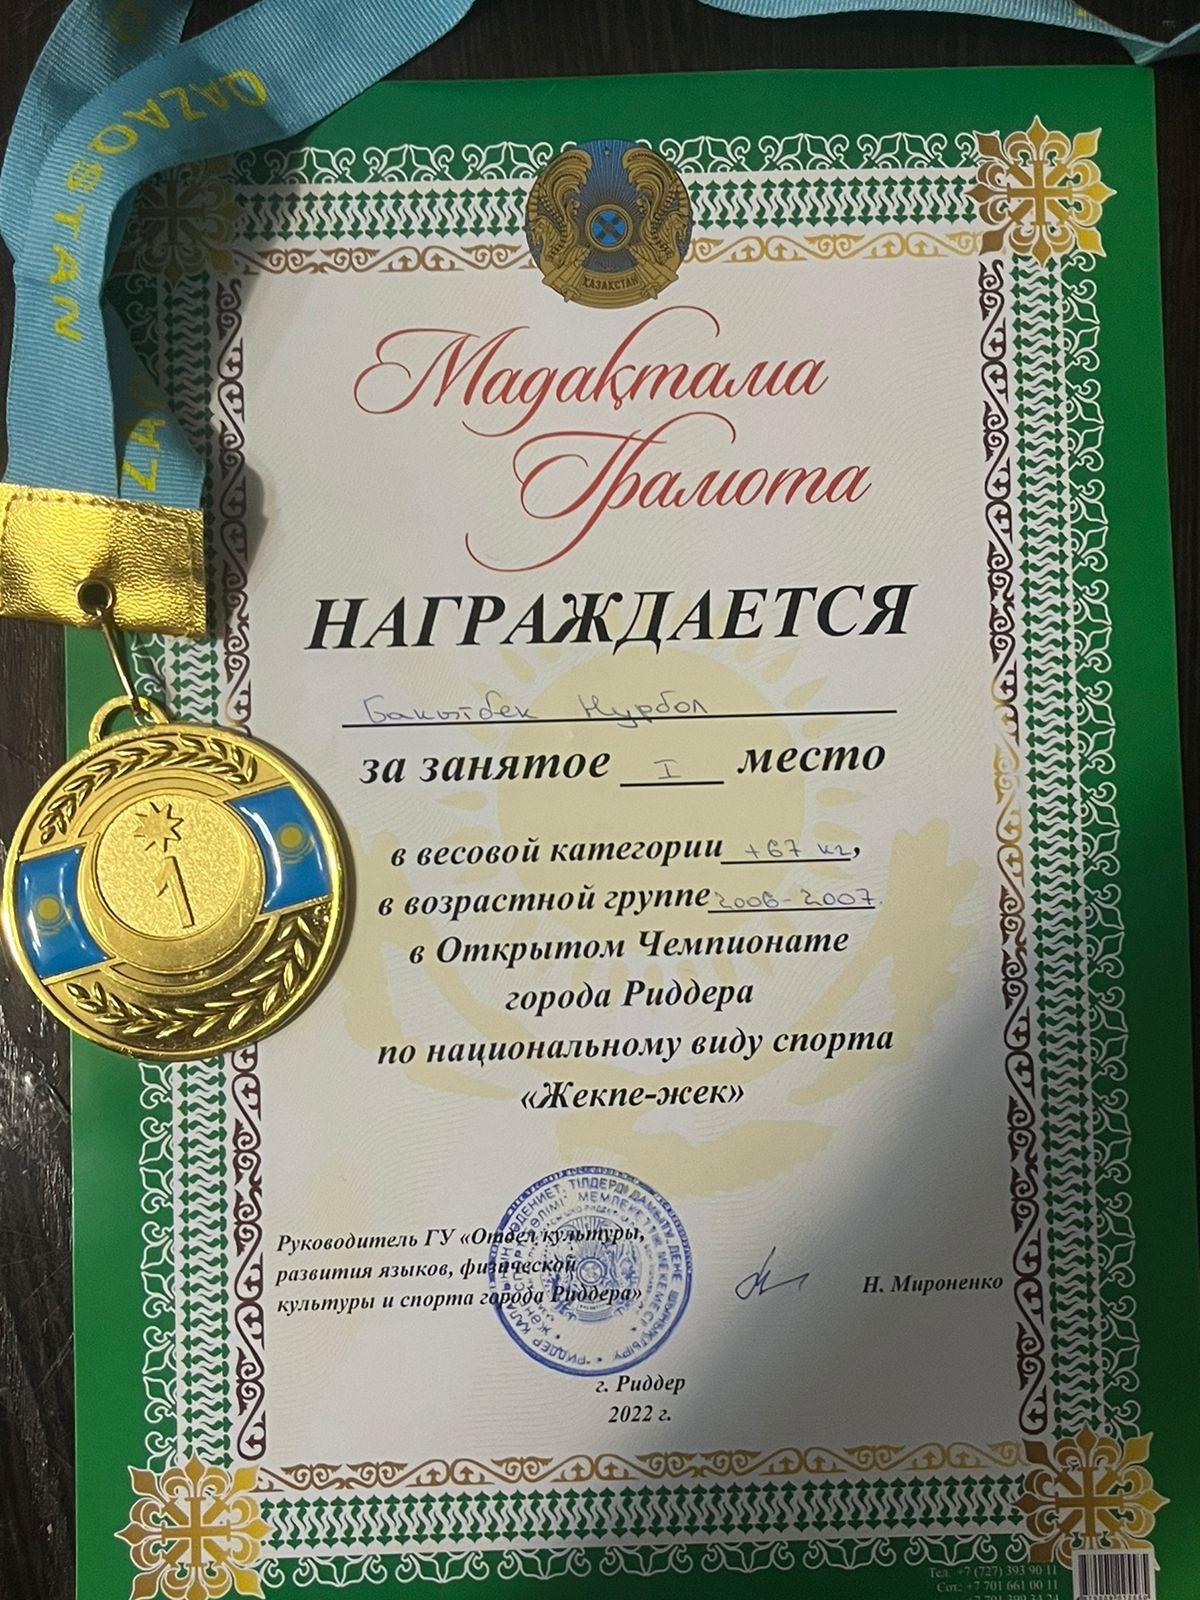 QAZAQSTAN
ҚАЗАҚСТАН
Мадақтама
Грамота
НАГРАЖДАЕТСЯ
Бакытбек Нурбол
за занятое I место
в весовой категории +67 кг,
в возрастной группе 2006-2007.
в Открытом Чемпионате
города Риддера
по национальному виду спорта
«Жекпе-жек»
1
Руководитель ГУ «Отдел культуры,
развития языков, физической
культуры и спорта города Риддера»
Н. Мироненко
г. Риддер
2022 г.
Тел. +7 (727) 393 90 11
Сот.: +7 701 661 00 11